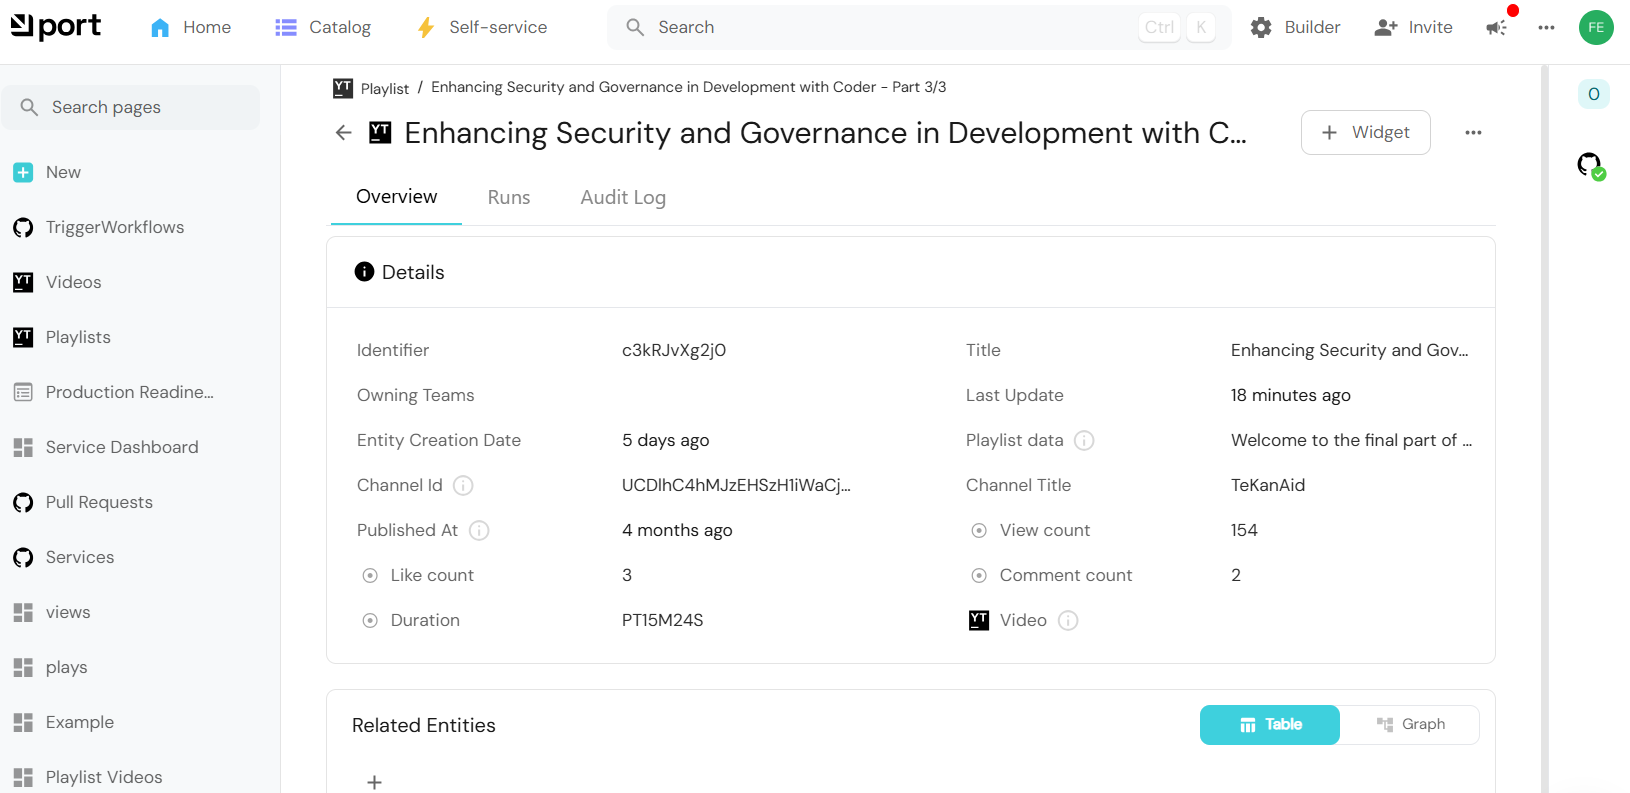 port
Home
Catalog
Self-service
Search
Ctrl
K
Builder
Invite
FE
Search pages
New
TriggerWorkflows
Videos
Playlists
Production Readine...
Service Dashboard
Pull Requests
Services
views
plays
Example
Playlist Videos
YT Playlist / Enhancing Security and Governance in Development with Coder - Part 3/3
YT Enhancing Security and Governance in Development with C...
+ Widget
Overview
Runs
Audit Log
Details
Identifier c3kRJvXg2j0
Title Enhancing Security and Gov...
Owning Teams
Last Update 18 minutes ago
Entity Creation Date 5 days ago
Playlist data Welcome to the final part of ...
Channel Id UCDlhC4hMJzEHSzH1iWaCj...
Channel Title TeKanAid
Published At 4 months ago
View count 154
Like count 3
Comment count 2
Duration PT15M24S
YT Video
Related Entities
Table
Graph
+
0